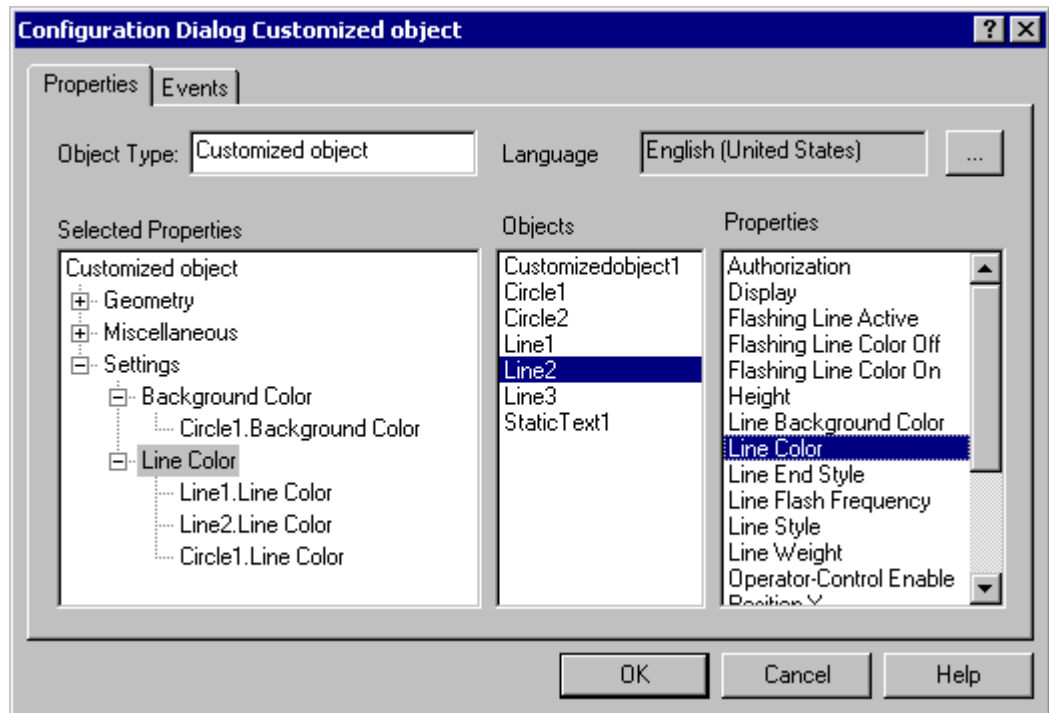 Configuration Dialog Customized object
Properties
Events
Object Type:
Customized object
Language
English (United States)
...
Selected Properties
Customized object
Geometry
Miscellaneous
Settings
Background Color
Circle1.Background Color
Line Color
Line1.Line Color
Line2.Line Color
Circle1.Line Color
Objects
Customizedobject1
Circle1
Circle2
Line1
Line2
Line3
StaticText1
Properties
Authorization
Display
Flashing Line Active
Flashing Line Color Off
Flashing Line Color On
Height
Line Background Color
Line Color
Line End Style
Line Flash Frequency
Line Style
Line Weight
Operator-Control Enable
Position X
OK
Cancel
Help